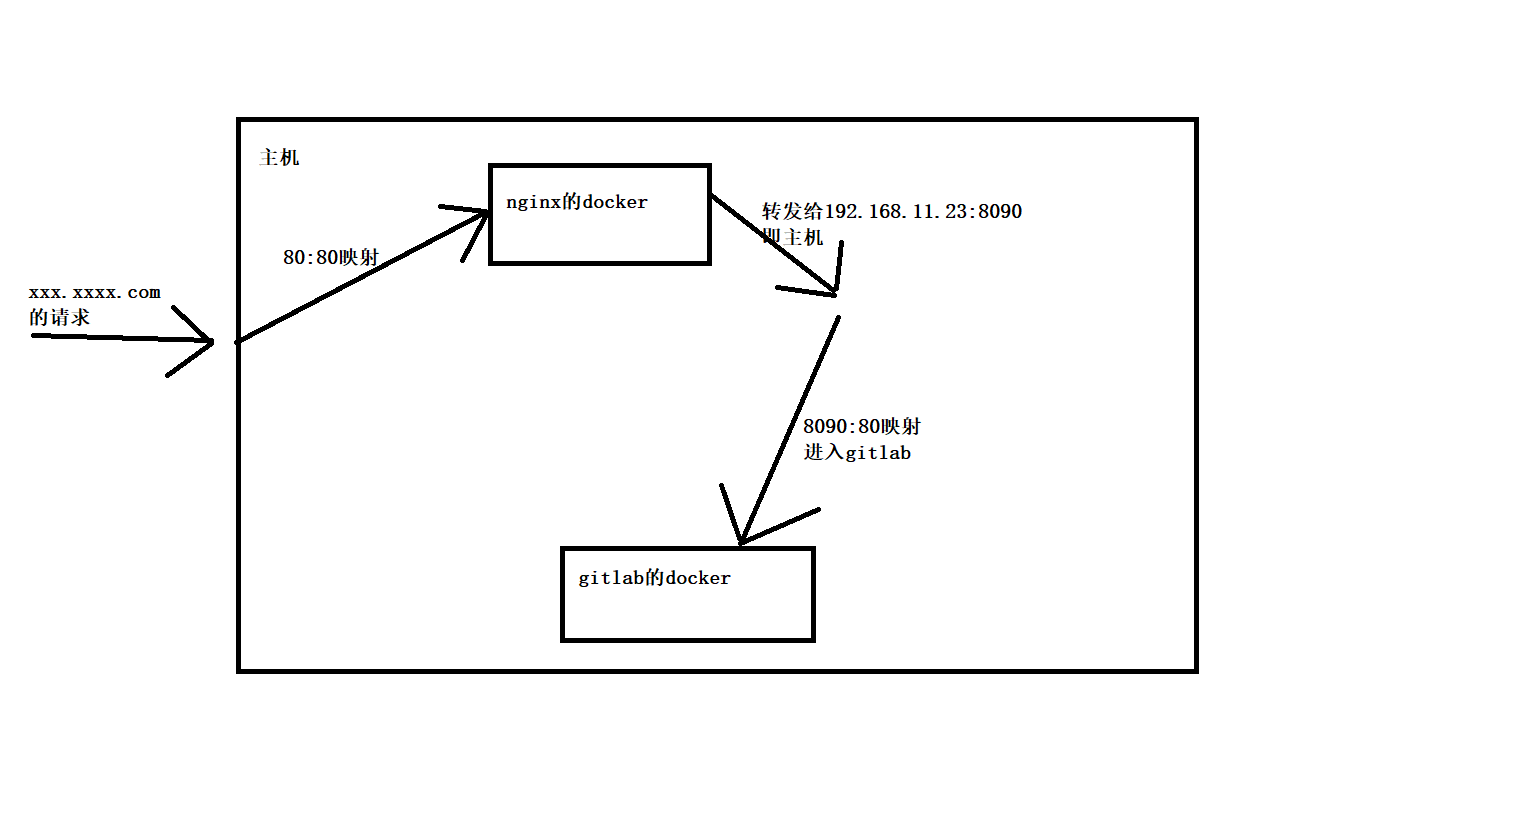 主机
nginx的docker
转发给192.168.11.23:8090
即主机
80:80映射
xxx.xxxx.com
的请求
8090:80映射
进入gitlab
gitlab的docker